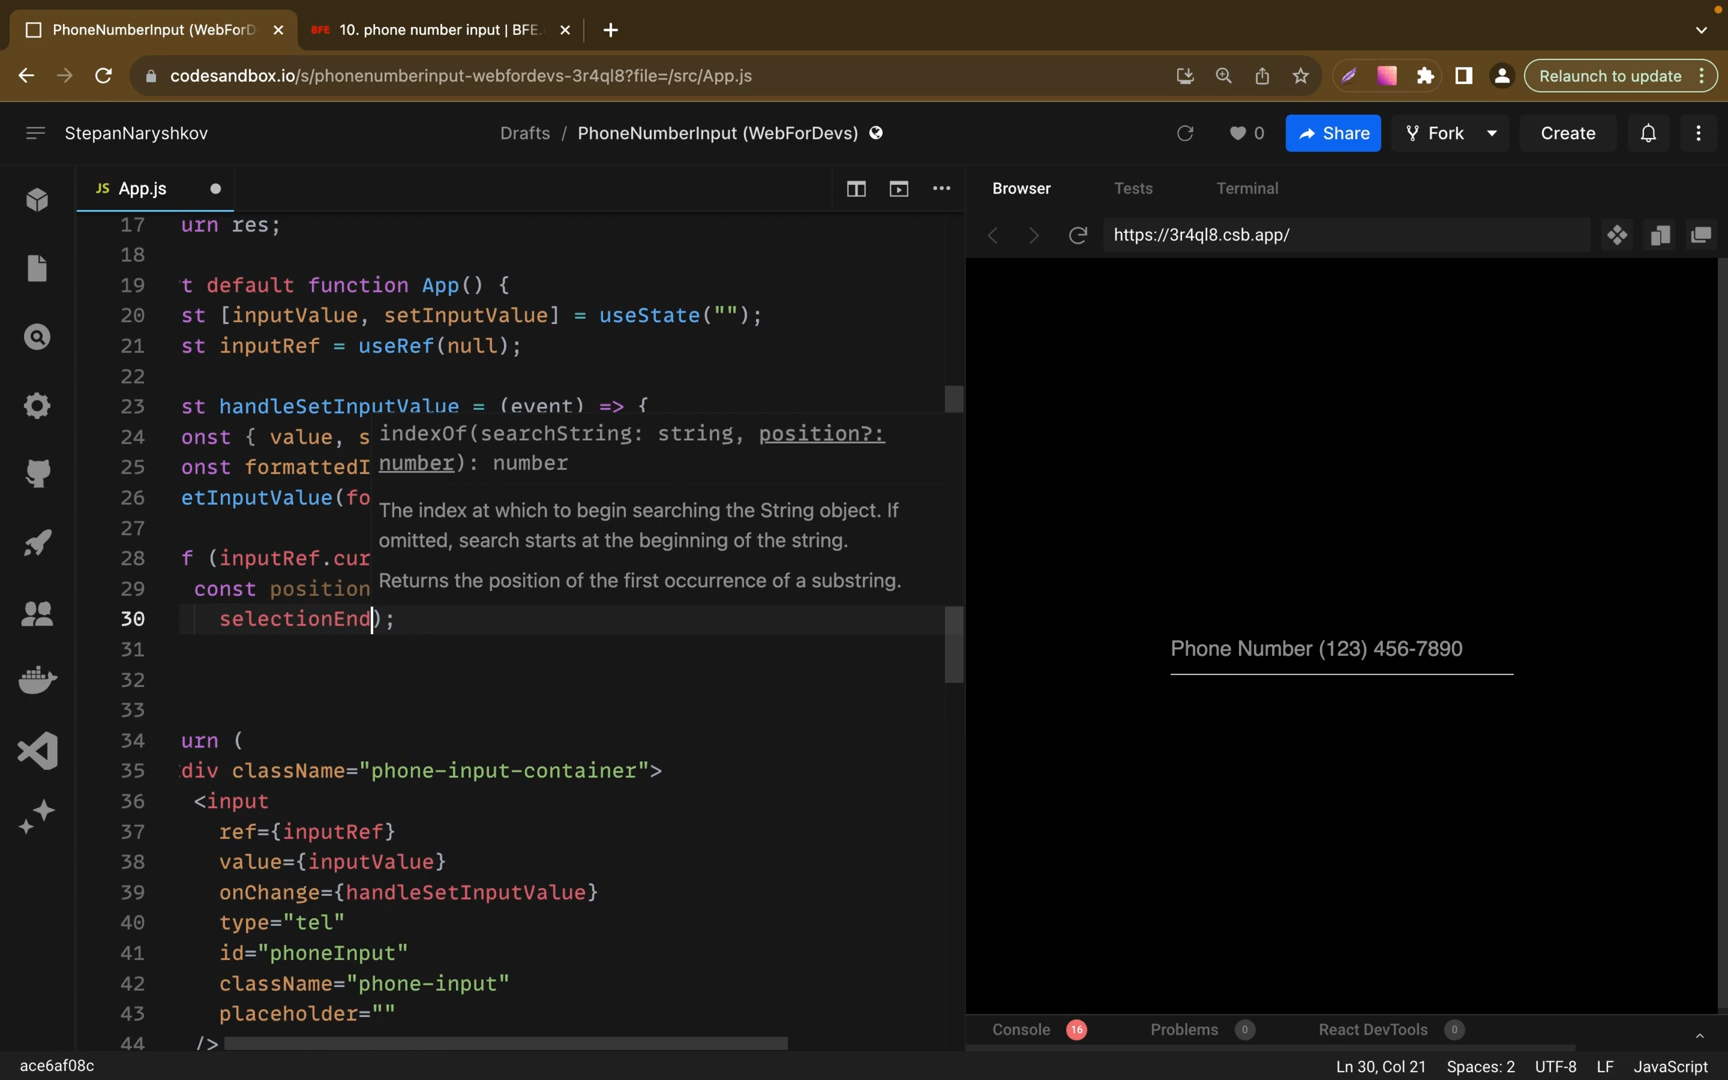 PhoneNumberInput (WebForD
BFE 10. phone number input | BFE.
codesandbox.io/s/phonenumberinput-webfordevs-3r4ql8?file=/src/App.js
Relaunch to update
StepanNaryshkov
Drafts / PhoneNumberInput (WebForDevs)
0
Share
Fork
Create
JS App.js
17 urn res;
18
19 t default function App() {
20 st [inputValue, setInputValue] = useState("");
21 st inputRef = useRef(null);
22
23 st handleSetInputValue = (event) => {
24 onst { value, s
25 onst formattedI
26 etInputValue(fo
27
28 f (inputRef.cur
29 const position
30 selectionEnd);
31
32
33
34 urn (
35 div className="phone-input-container">
36 <input
37 ref={inputRef}
38 value={inputValue}
39 onChange={handleSetInputValue}
40 type="tel"
41 id="phoneInput"
42 className="phone-input"
43 placeholder=""
44 />
indexOf(searchString: string, position?:
number): number
The index at which to begin searching the String object. If
omitted, search starts at the beginning of the string.
Returns the position of the first occurrence of a substring.
Browser
Tests
Terminal
https://3r4ql8.csb.app/
Phone Number (123) 456-7890
Console 16
Problems 0
React DevTools 0
ace6af08c
Ln 30, Col 21
Spaces: 2
UTF-8
LF
JavaScript